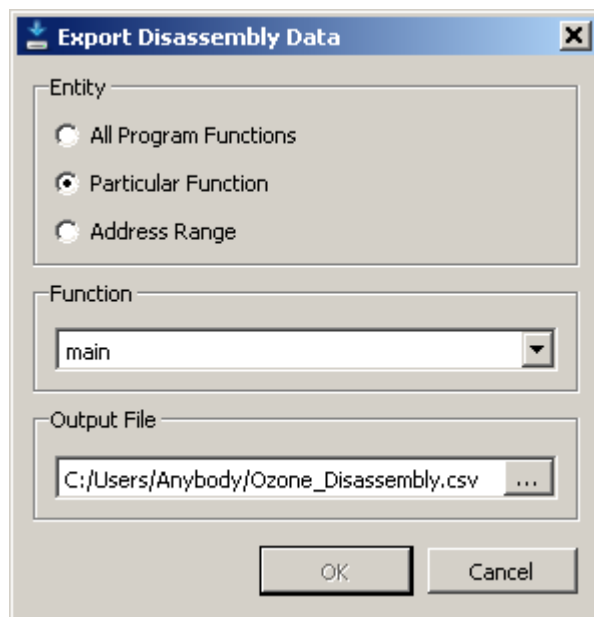 Export Disassembly Data
Entity
All Program Functions
Particular Function
Address Range
Function
main
Output File
C:/Users/Anybody/Ozone_Disassembly.csv ...
OK Cancel